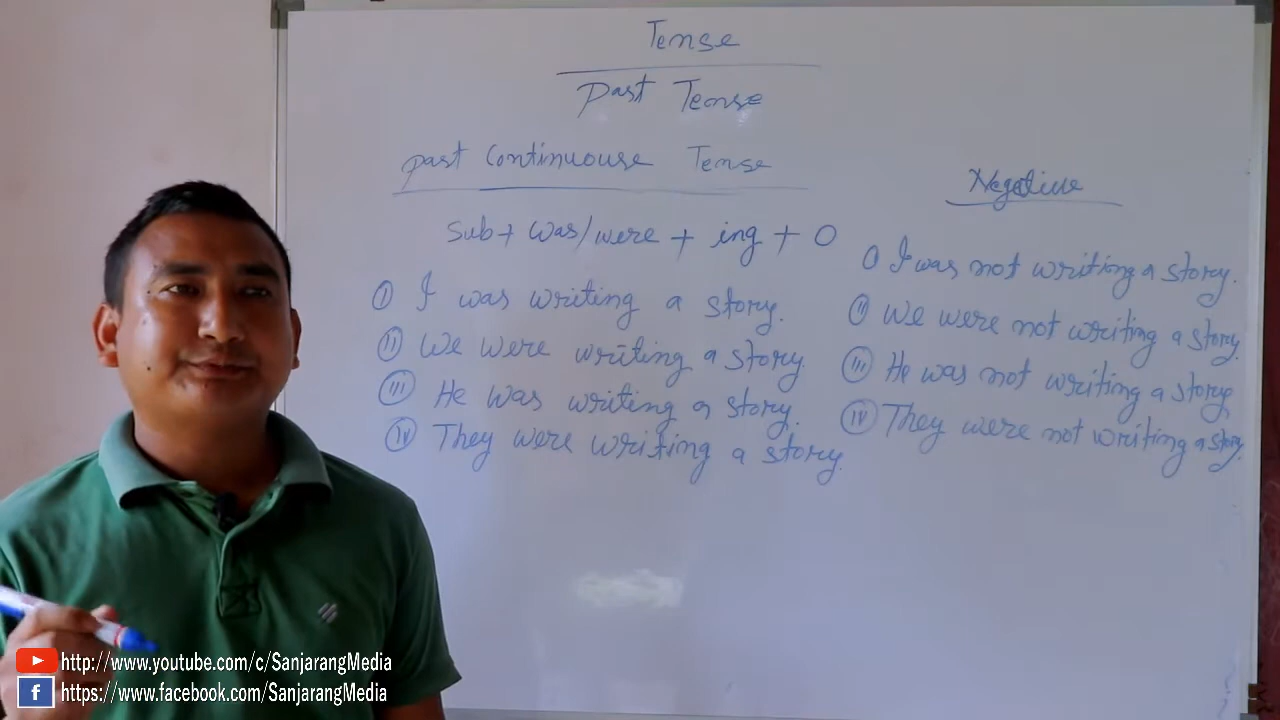 Tense
Past Tense
Past Continuouse Tense
Sub + was/were + ing + O
(i) I was writing a story.
(ii) We were writing a story.
(iii) He was writing a story.
(iv) They were writing a story.
Negative
() I was not writing a story.
(ii) We were not writing a story.
(iii) He was not writing a story.
(iv) They were not writing a story.
http://www.youtube.com/c/SanjarangMedia
https://www.facebook.com/SanjarangMedia